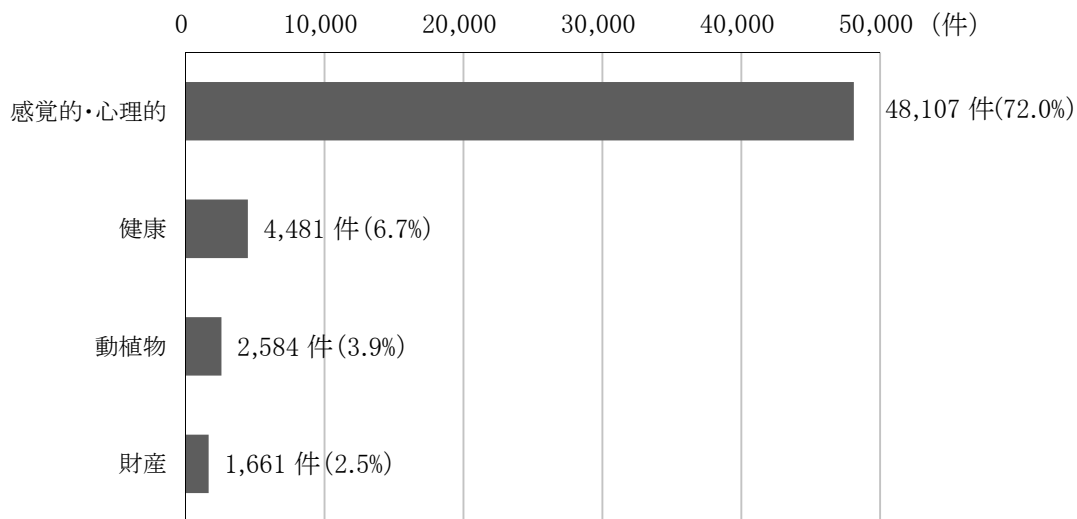 0 10,000 20,000 30,000 40,000 50,000 (件)
感覚的・心理的 48,107 件(72.0%)
健康 4,481 件(6.7%)
動植物 2,584 件(3.9%)
財産 1,661 件(2.5%)